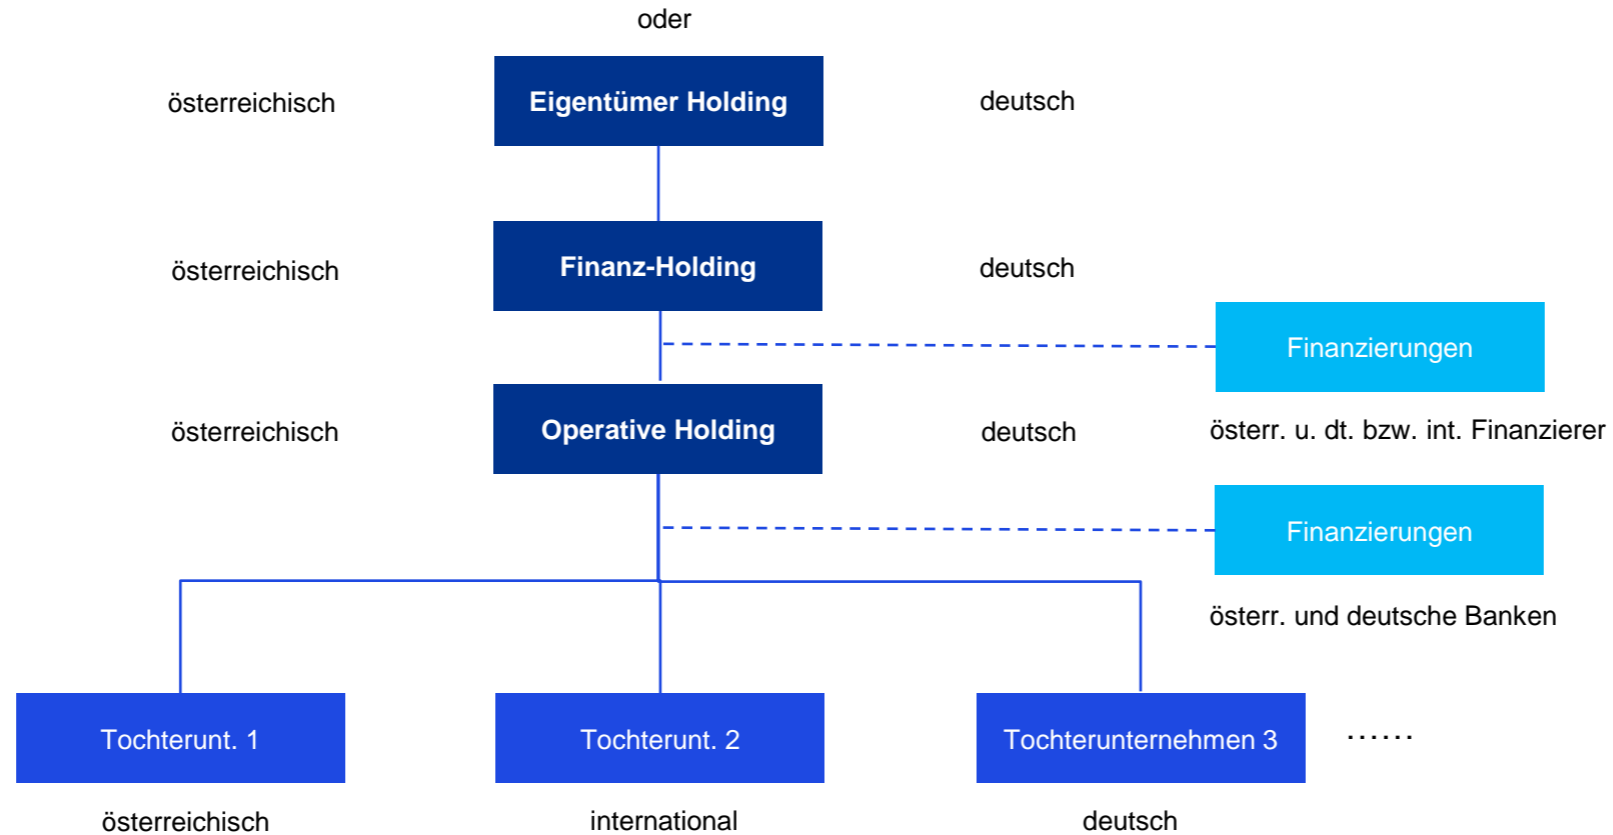 oder
österreichisch
Eigentümer Holding
deutsch
österreichisch
Finanz-Holding
deutsch
Finanzierungen
österreichisch
Operative Holding
deutsch
österr. u. dt. bzw. int. Finanzierer
Finanzierungen
österr. und deutsche Banken
Tochterunt. 1
Tochterunt. 2
Tochterunternehmen 3
……
österreichisch
international
deutsch